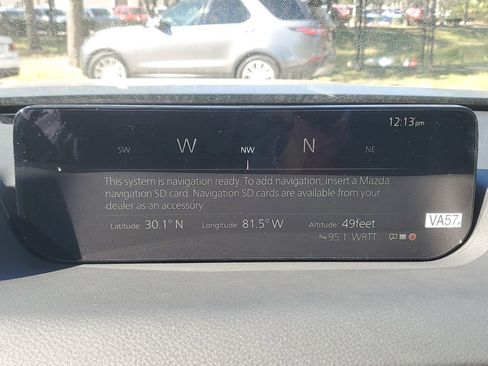 12:13pm
SW W NW N NE
This system is navigation ready. To add navigation, insert a Mazda
navigation SD card. Navigation SD cards are available from your
dealer as an accessory.
Latitude: 30.1° N Longitude: 81.5° W Altitude: 49feet
VA57
95.1 WRTT